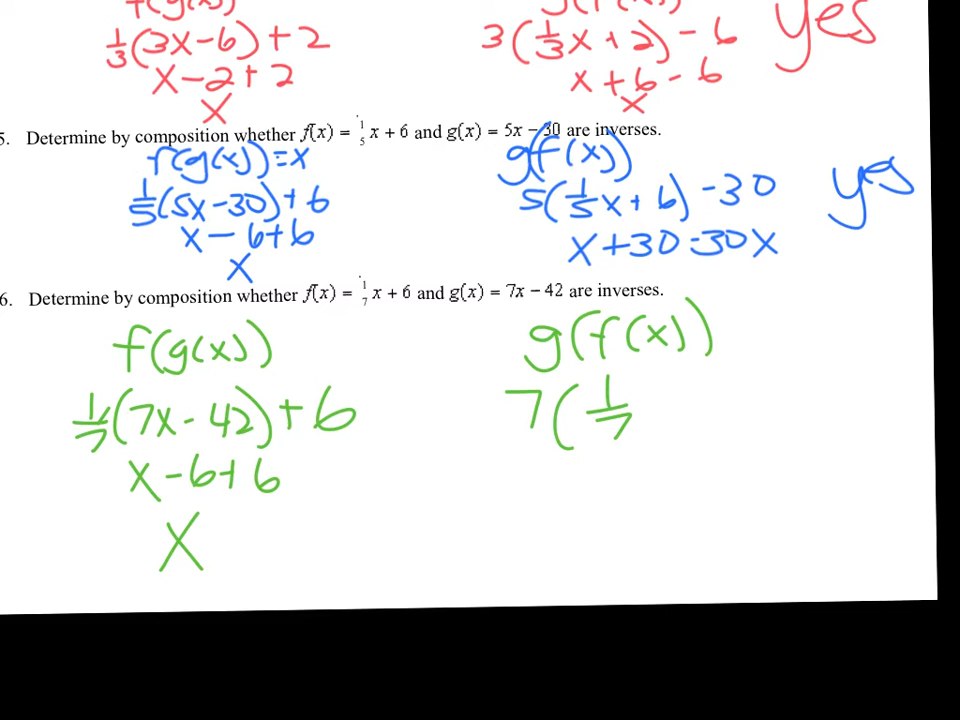 f(g(x))
g(f(x))
1/3(3x-6)+2
3(1/3x+2)-6
yes
x-2+2
x+6-6
x
x
5. Determine by composition whether f(x) = 1/5 x + 6 and g(x) = 5x − 30 are inverses.
f(g(x))=x
g(f(x))
1/5(5x-30)+6
5(1/5x+6)-30
yes
x-6+6
x+30-30x
x
6. Determine by composition whether f(x) = 1/7 x + 6 and g(x) = 7x − 42 are inverses.
f(g(x))
g(f(x))
1/7(7x-42)+6
7(1/7
x-6+6
x